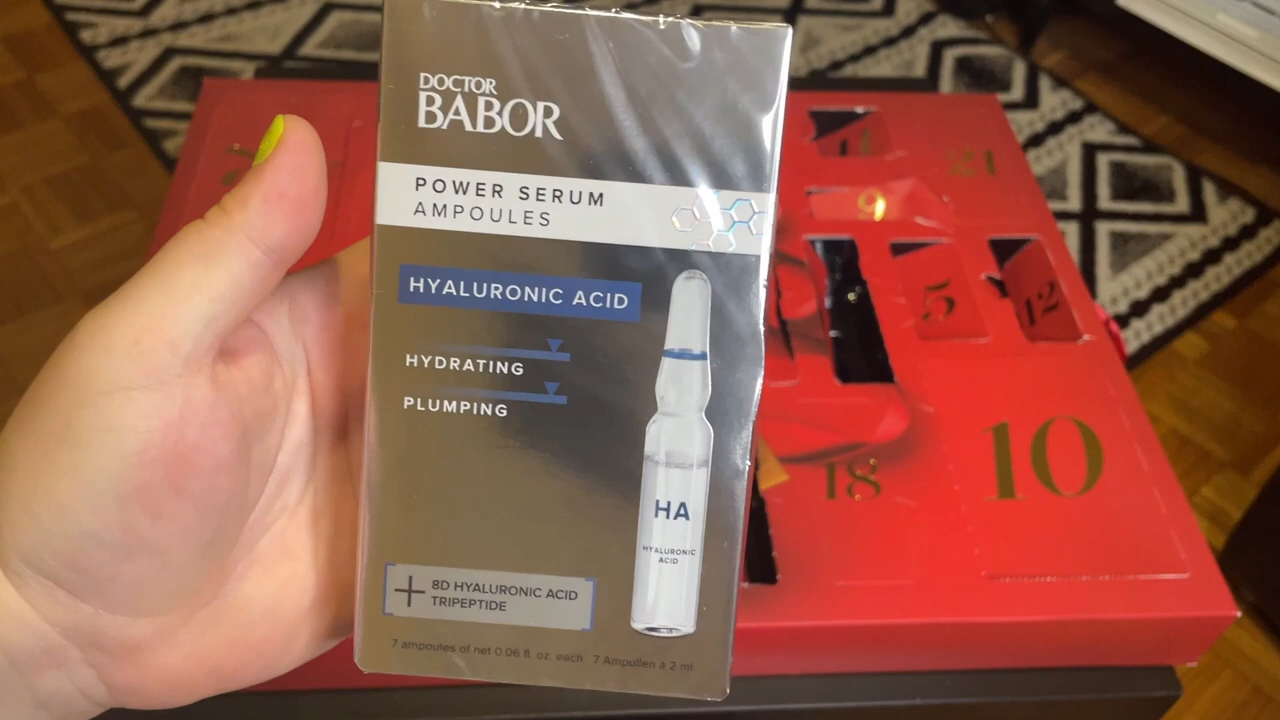 DOCTOR
BABOR
POWER SERUM
AMPOULES
HYALURONIC ACID
HYDRATING
PLUMPING
HA
HYALURONIC
ACID
+ 8D HYALURONIC ACID
TRIPEPTIDE
7 ampoules of net 0.06 fl. oz. each 7 Ampullen à 2 ml
21
9
5
12
18
10